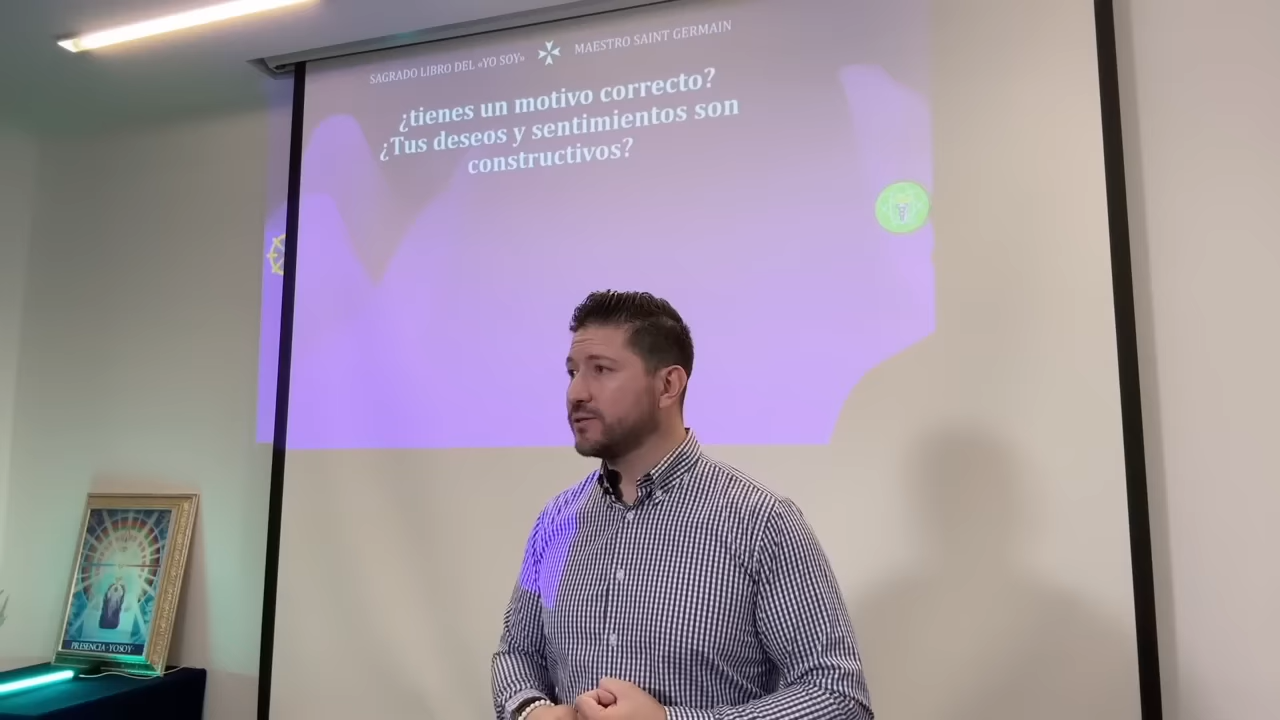 SAGRADO LIBRO DEL «YO SOY» MAESTRO SAINT GERMAIN
¿tienes un motivo correcto?
¿Tus deseos y sentimientos son
constructivos?
PRESENCIA "YO SOY"